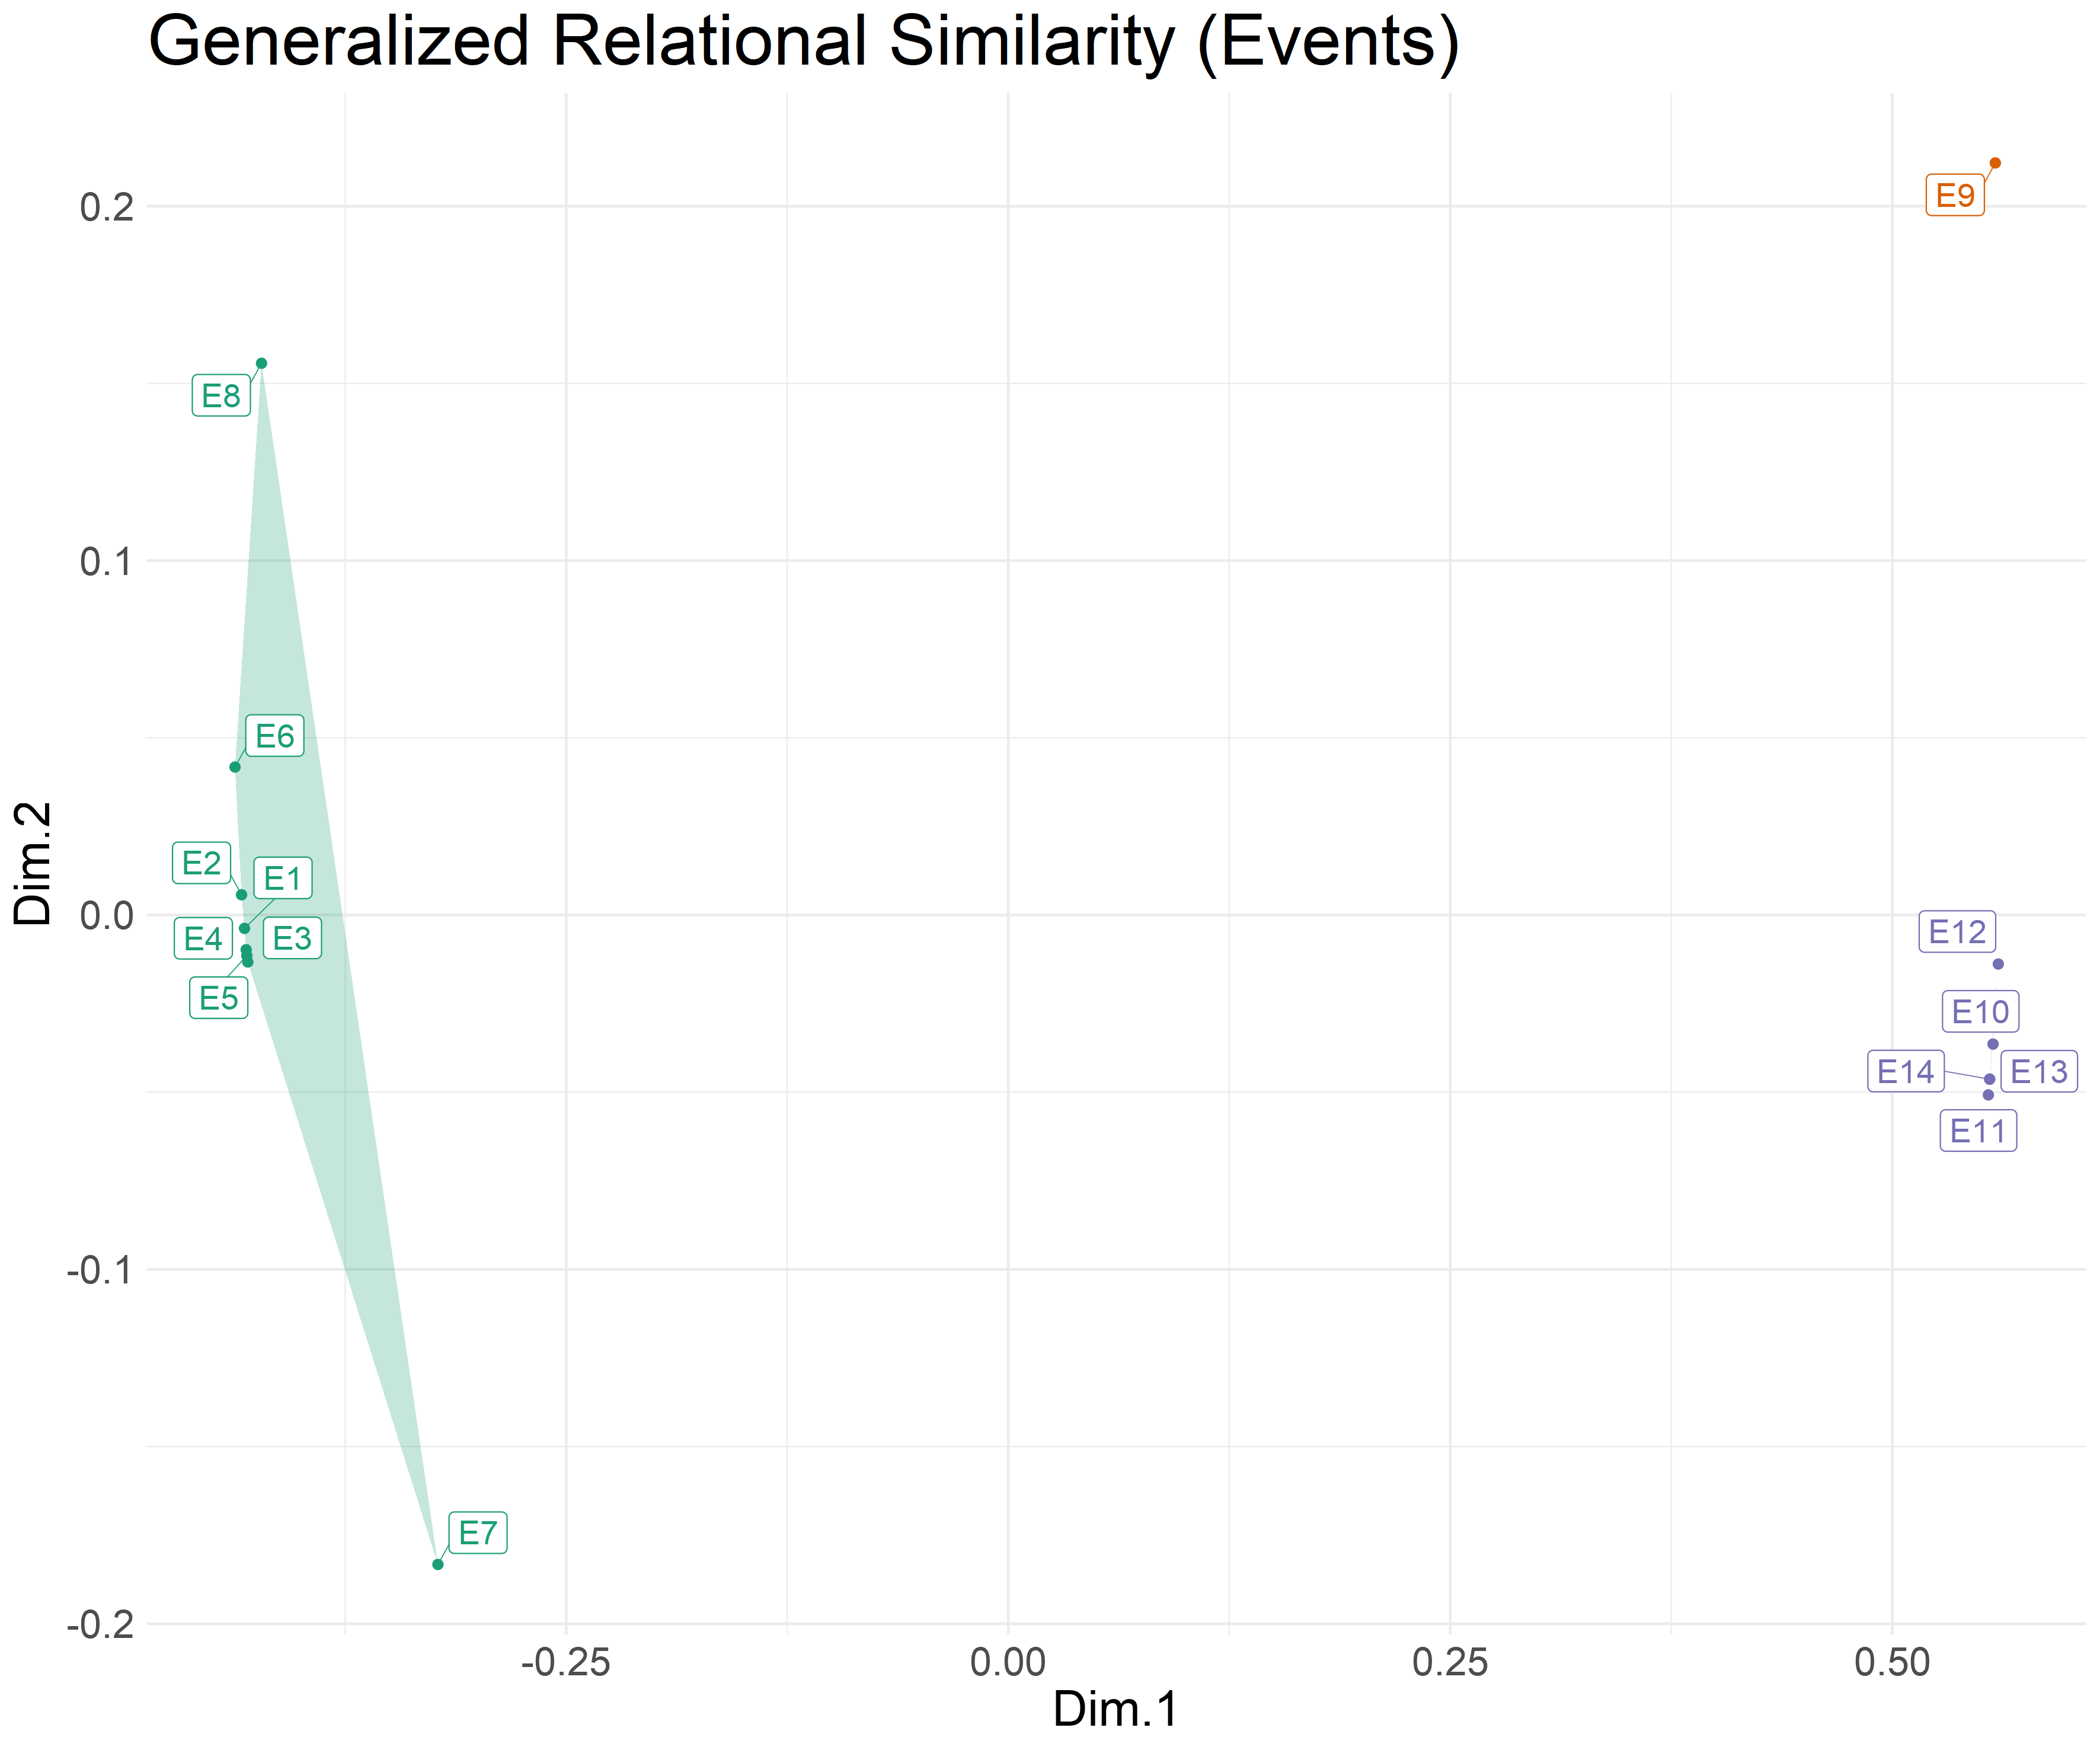 Generalized Relational Similarity (Events)
0.2
0.1
0.0
-0.1
-0.2
Dim.2
E9
E8
E6
E2
E1
E4
E3
E5
E12
E10
E14
E13
E11
E7
-0.25
0.00
0.25
0.50
Dim.1